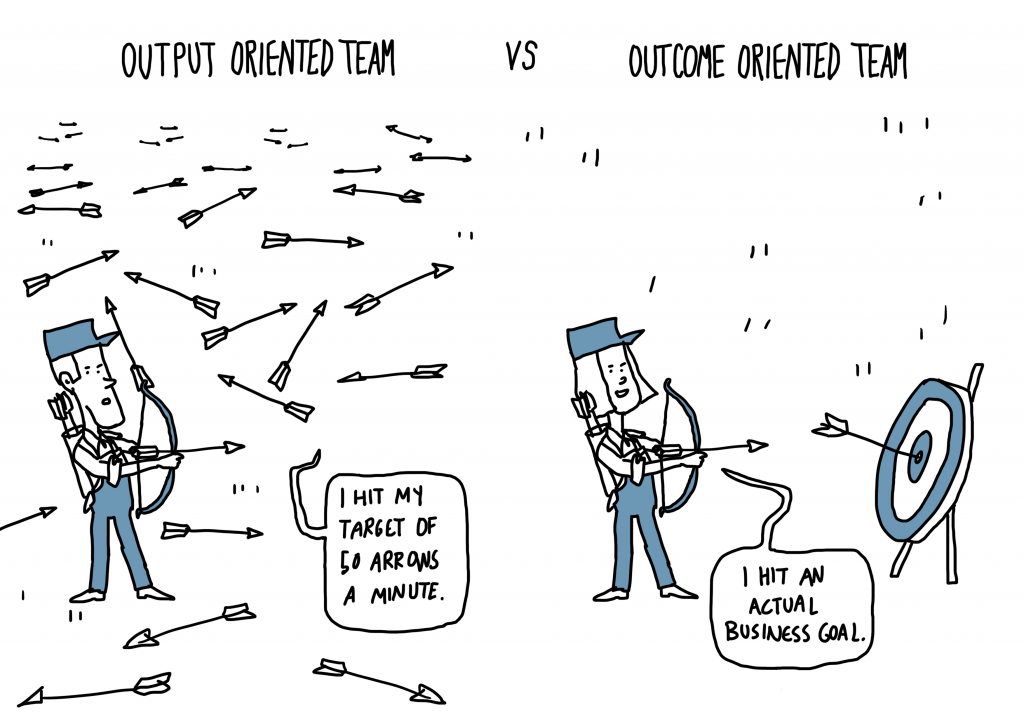 OUTPUT ORIENTED TEAM VS OUTCOME ORIENTED TEAM
I HIT MY
TARGET OF
50 ARROWS
A MINUTE.
I HIT AN
ACTUAL
BUSINESS GOAL.